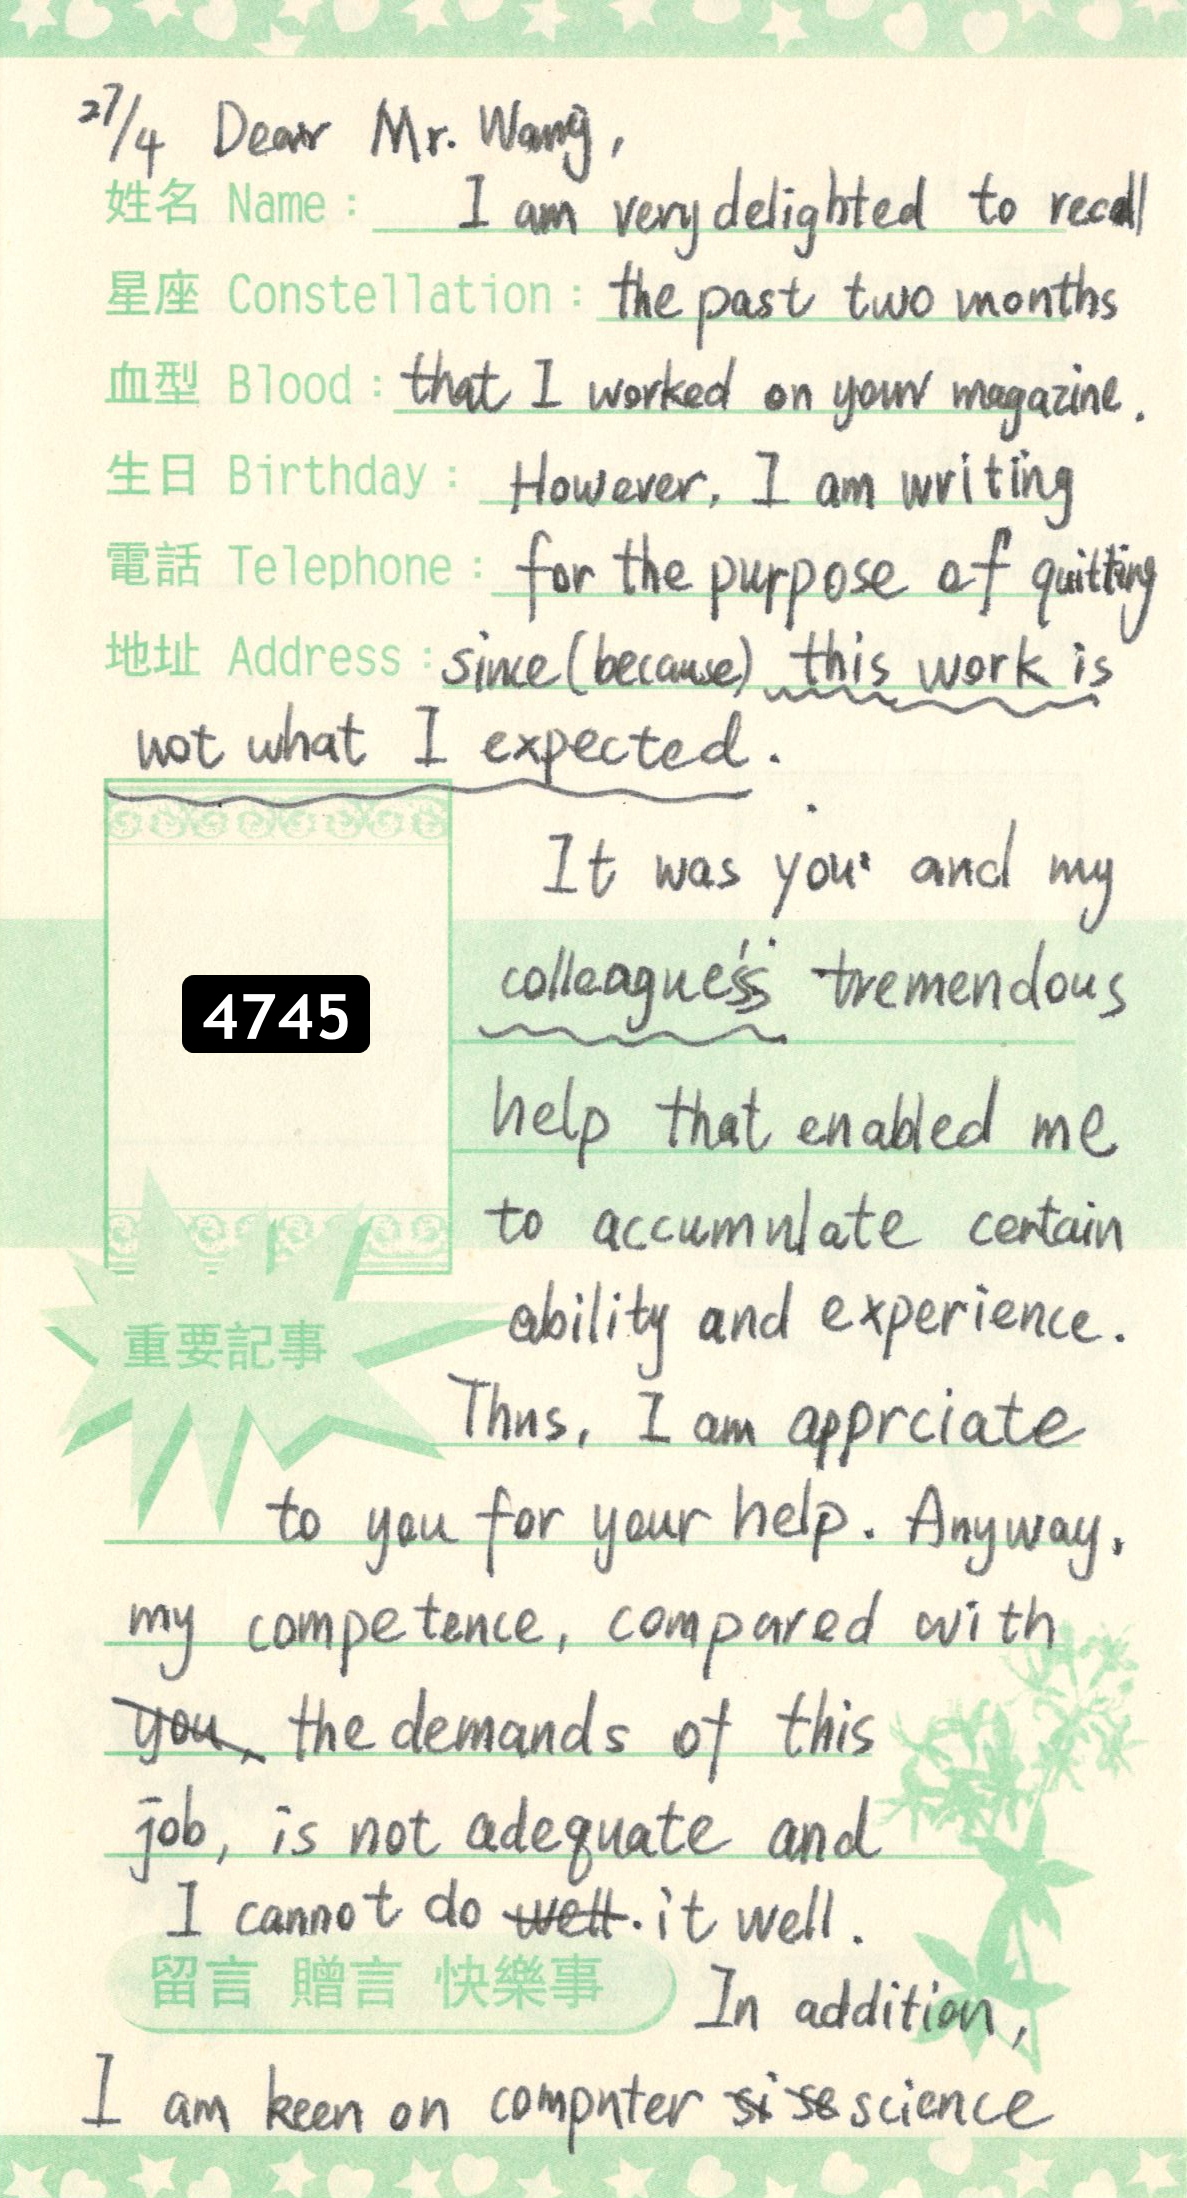 27/4 Dear Mr. Wang,
姓名 Name: I am very delighted to recall
星座 Constellation: the past two months
血型 Blood: that I worked on your magazine.
生日 Birthday: However, I am writing
電話 Telephone: for the purpose of quitting
地址 Address: since (because) this work is
not what I expected.
It was you and my
colleague's tremendous
4745
help that enabled me
to accumulate certain
ability and experience.
重要記事
Thus, I am apprciate
to you for your help. Anyway,
my competence, compared with
you the demands of this
job, is not adequate and
I cannot do well. it well.
留言 贈言 快樂事
In addition,
I am keen on computer si se science